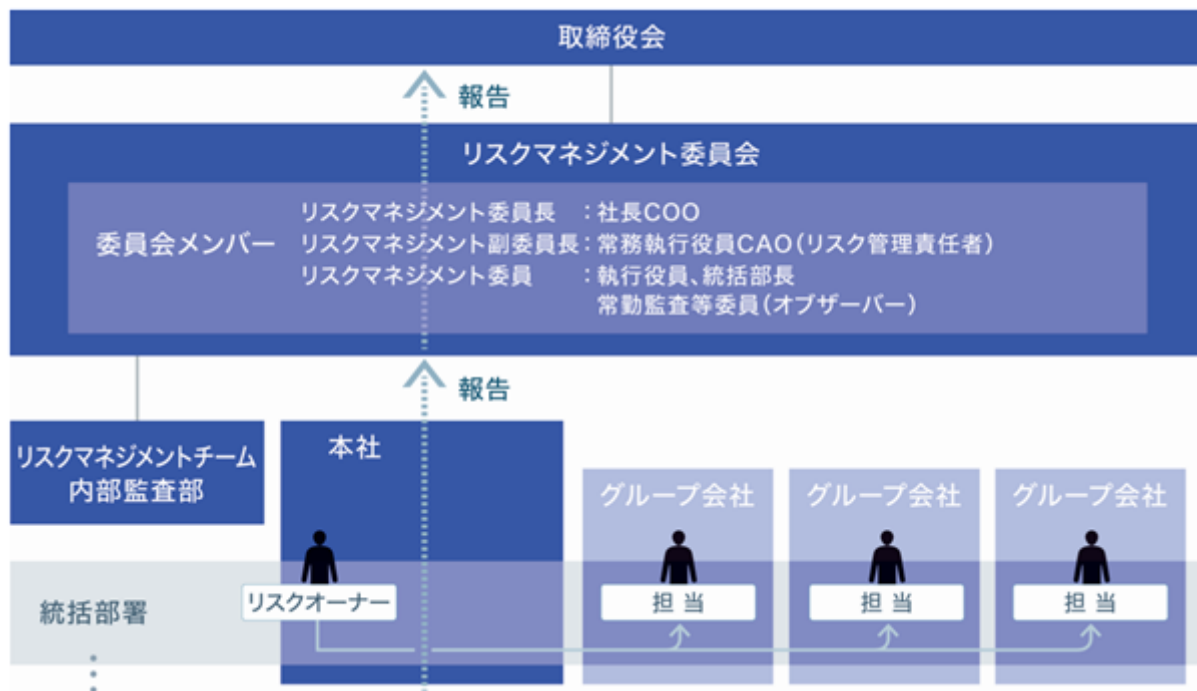 取締役会
報告
リスクマネジメント委員会
委員会メンバー
リスクマネジメント委員長 :社長COO
リスクマネジメント副委員長:常務執行役員CAO(リスク管理責任者)
リスクマネジメント委員 :執行役員、統括部長
常勤監査等委員(オブザーバー)
報告
リスクマネジメントチーム
内部監査部
本社
グループ会社
グループ会社
グループ会社
統括部署
リスクオーナー
担当
担当
担当